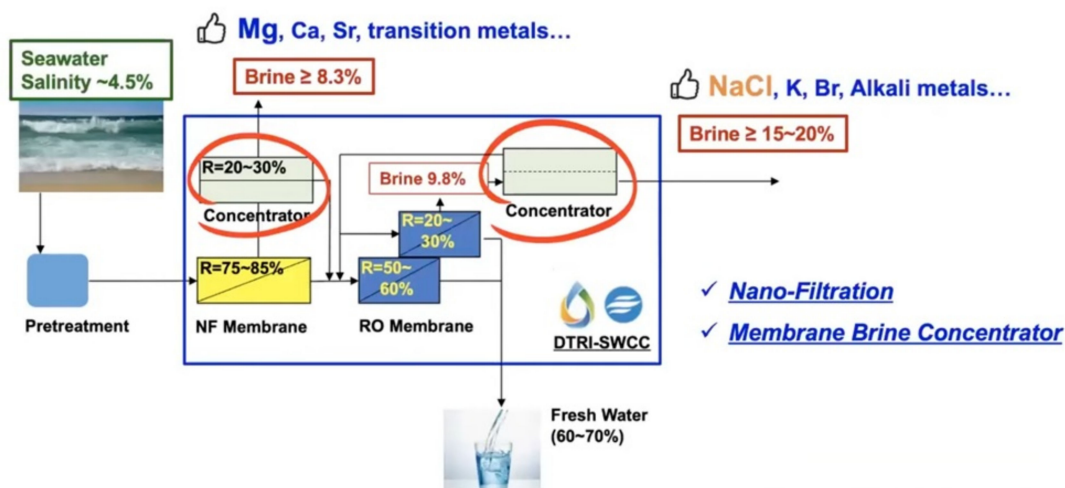 Mg, Ca, Sr, transition metals...
Seawater
Salinity ~4.5%
Brine ≥ 8.3%
NaCl, K, Br, Alkali metals...
Brine ≥ 15~20%
R=20~30%
Concentrator
Brine 9.8%
Concentrator
R=20~
30%
R=75~85%
R=50~
60%
Pretreatment
NF Membrane
RO Membrane
DTRI-SWCC
✓ Nano-Filtration
✓ Membrane Brine Concentrator
Fresh Water
(60~70%)